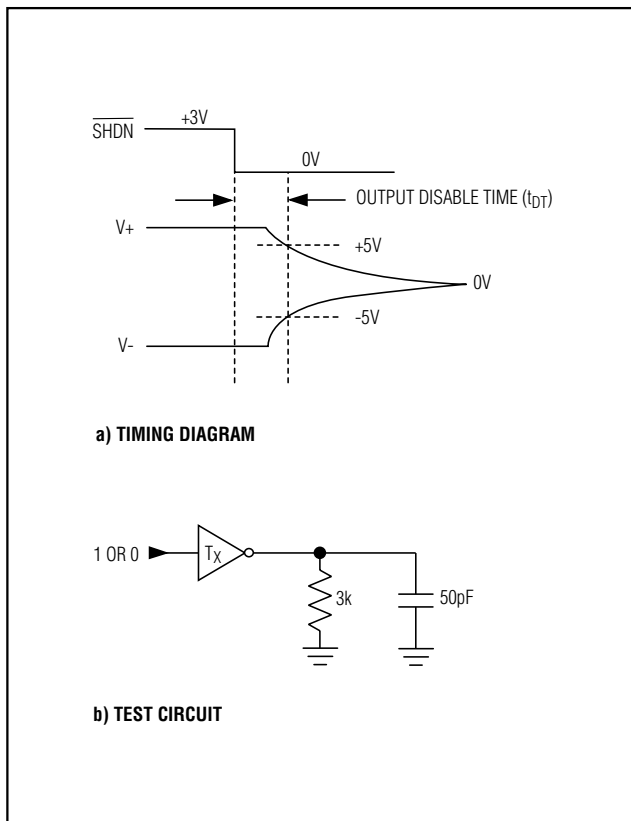 +3V
SHDN
0V
OUTPUT DISABLE TIME (tDT)
V+
+5V
0V
-5V
V-
a) TIMING DIAGRAM
1 OR 0
TX
3k
50pF
b) TEST CIRCUIT